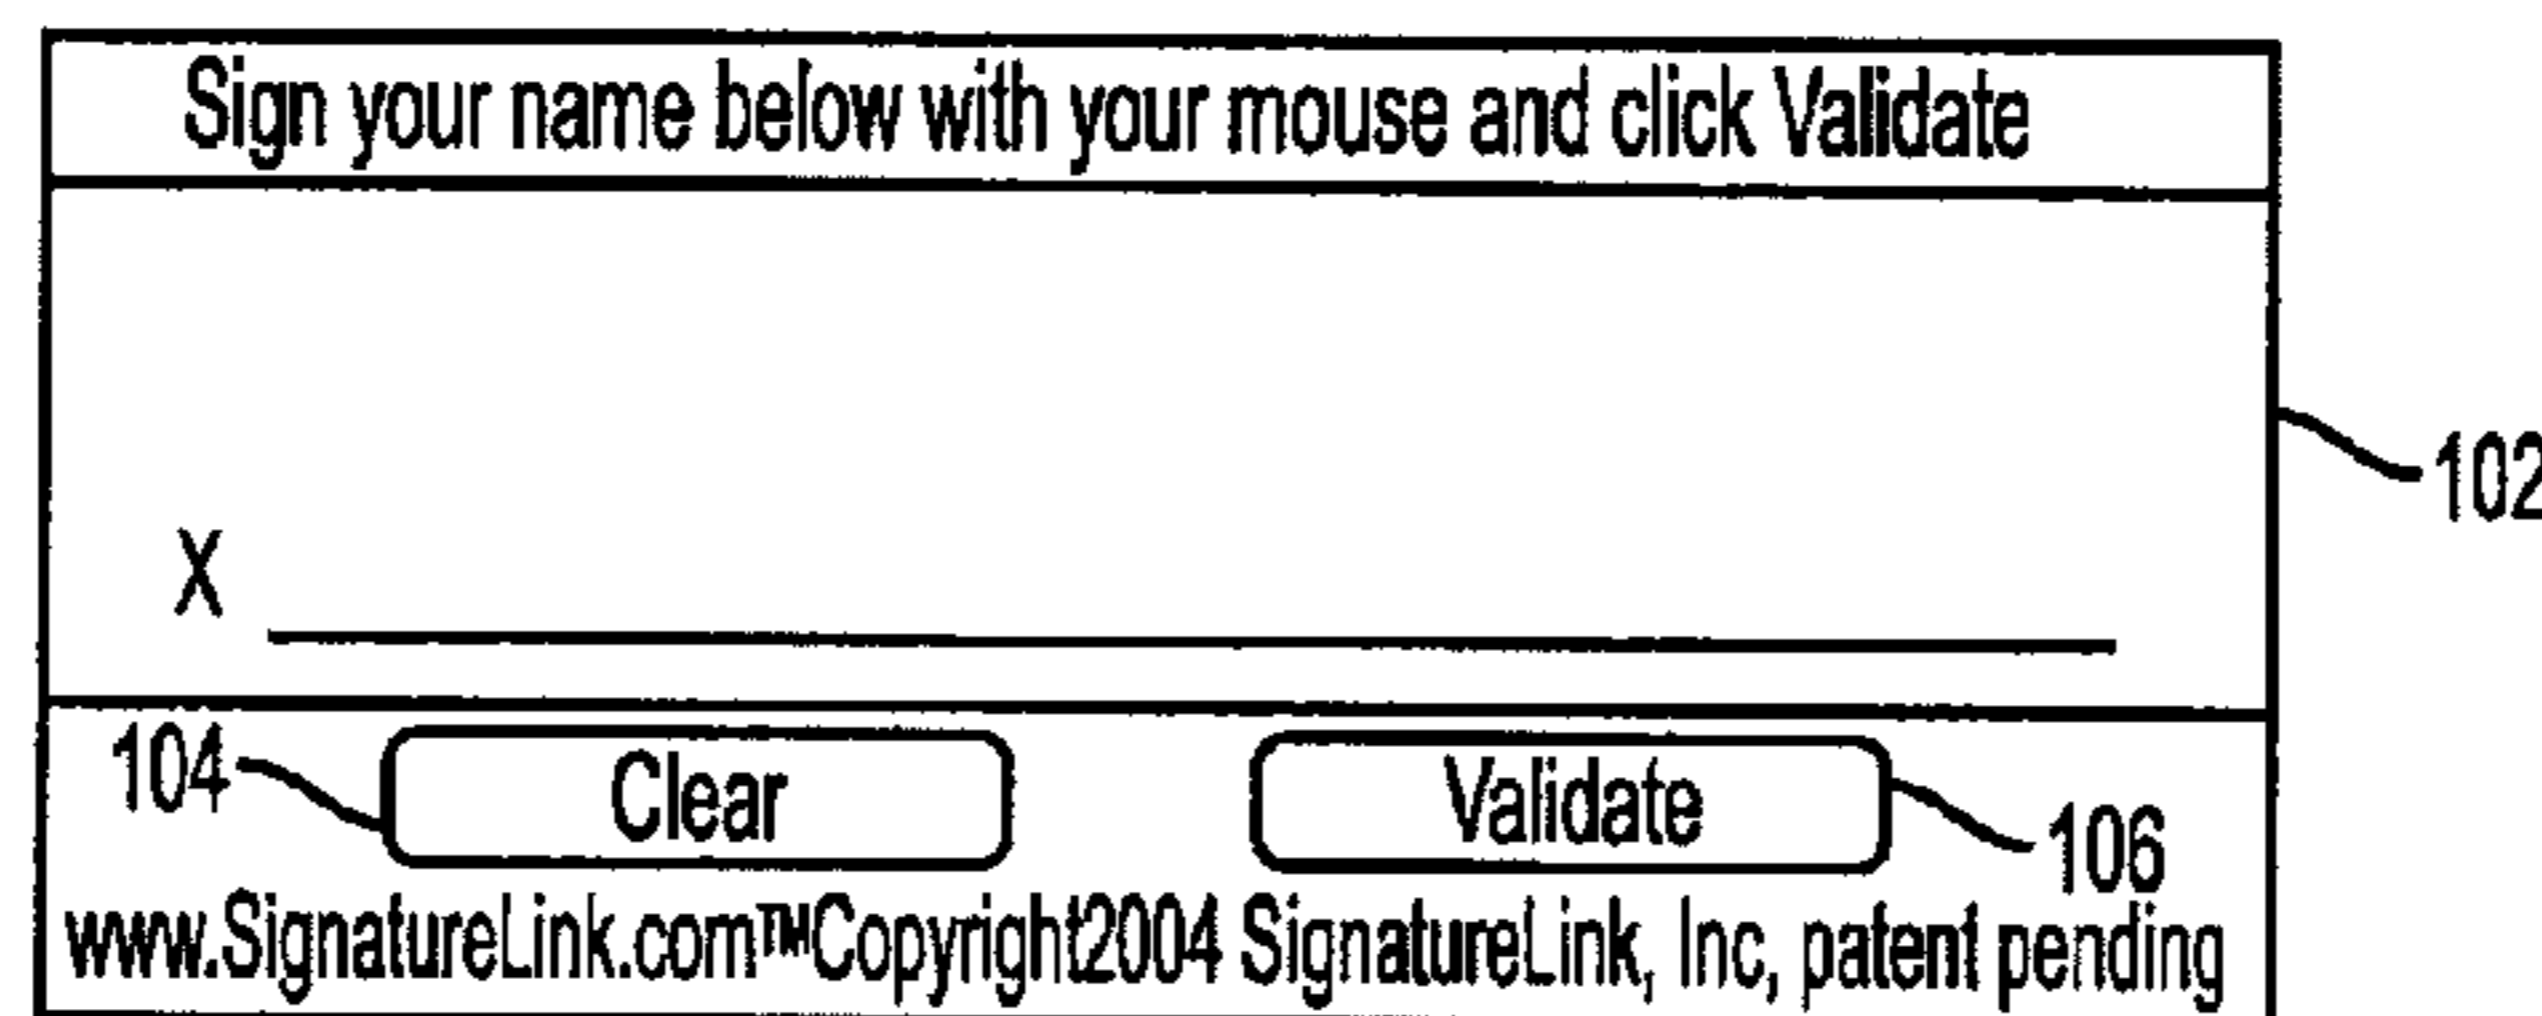 Sign your name below with your mouse and click Validate
102
X
104 Clear Validate 106
www.SignatureLink.com™Copyright2004 SignatureLink, Inc, patent pending